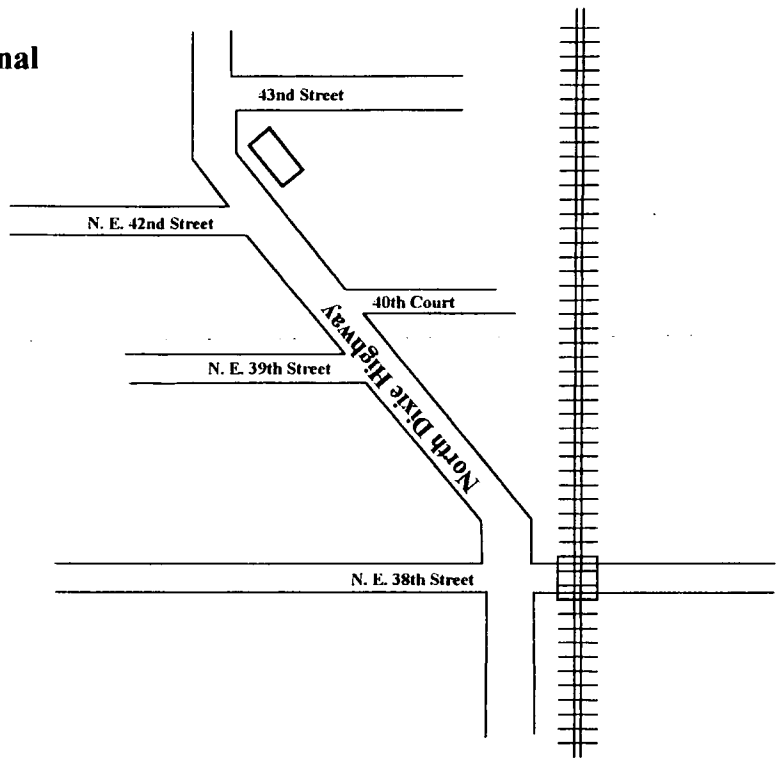 nal
43nd Street
N. E. 42nd Street
40th Court
North Dixie Highway
N. E. 39th Street
N. E. 38th Street